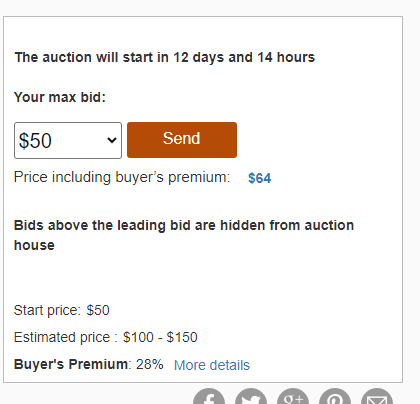 The auction will start in 12 days and 14 hours
Your max bid:
$50 Send
Price including buyer’s premium: $64
Bids above the leading bid are hidden from auction
house
Start price: $50
Estimated price : $100 - $150
Buyer's Premium: 28% More details
f g+